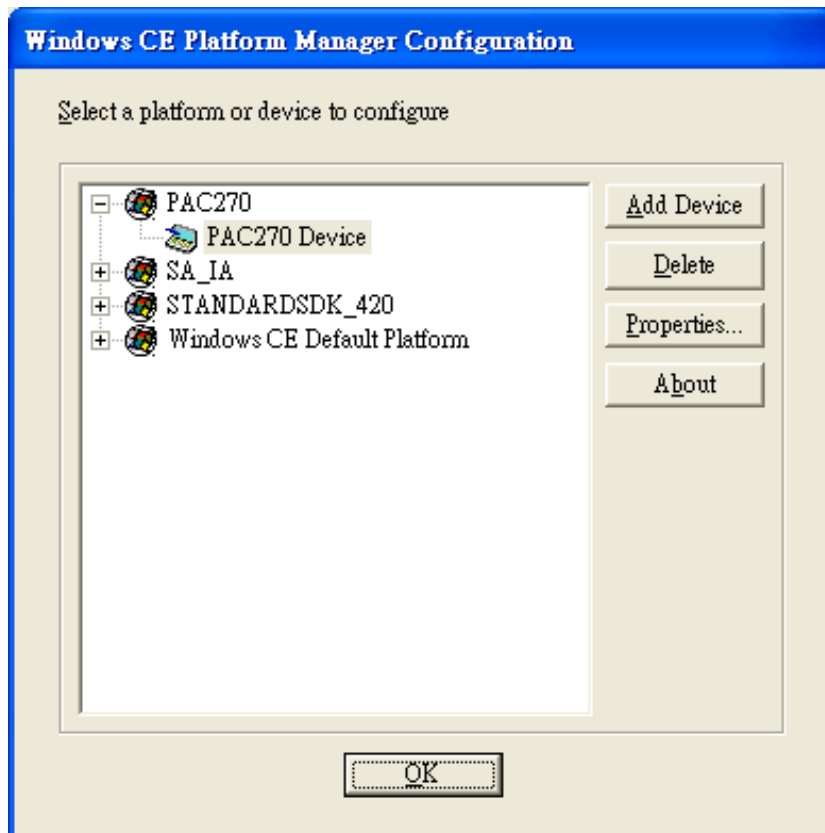 Windows CE Platform Manager Configuration
Select a platform or device to configure
PAC270
PAC270 Device
SA_IA
STANDARDSDK_420
Windows CE Default Platform
Add Device
Delete
Properties...
About
OK